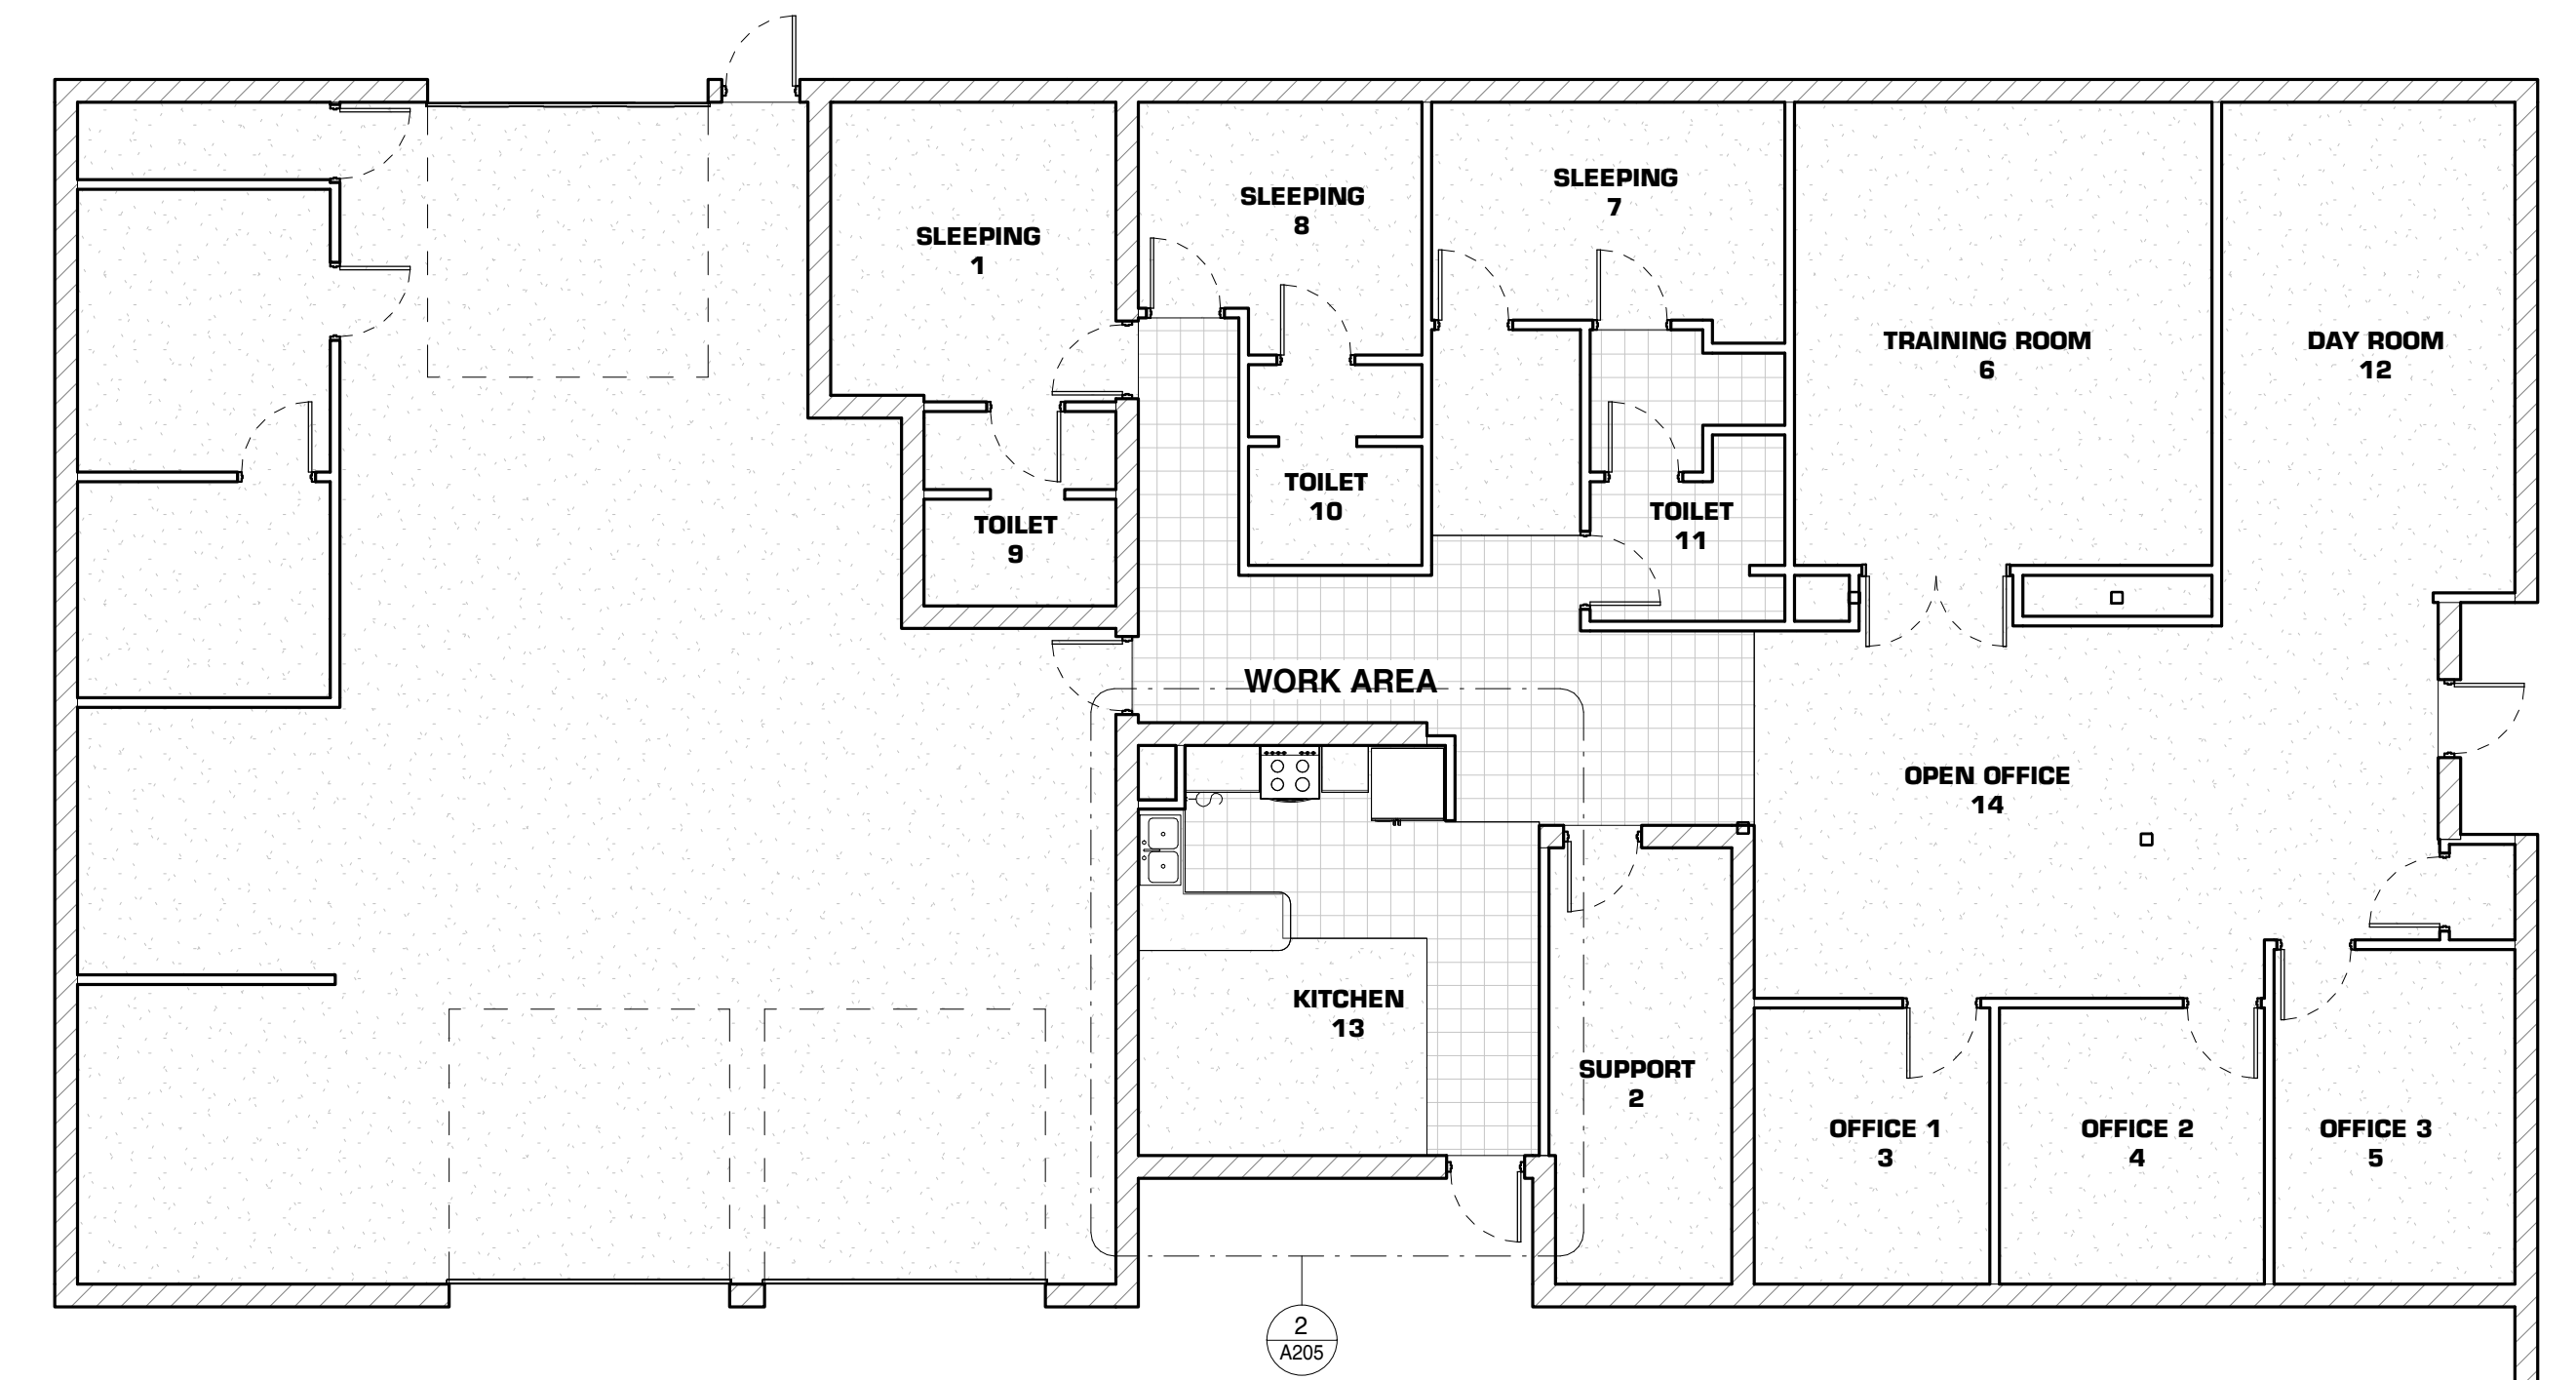 SLEEPING
1
SLEEPING
8
SLEEPING
7
TRAINING ROOM
6
DAY ROOM
12
TOILET
9
TOILET
10
TOILET
11
WORK AREA
OPEN OFFICE
14
KITCHEN
13
SUPPORT
2
OFFICE 1
3
OFFICE 2
4
OFFICE 3
5
2
A205